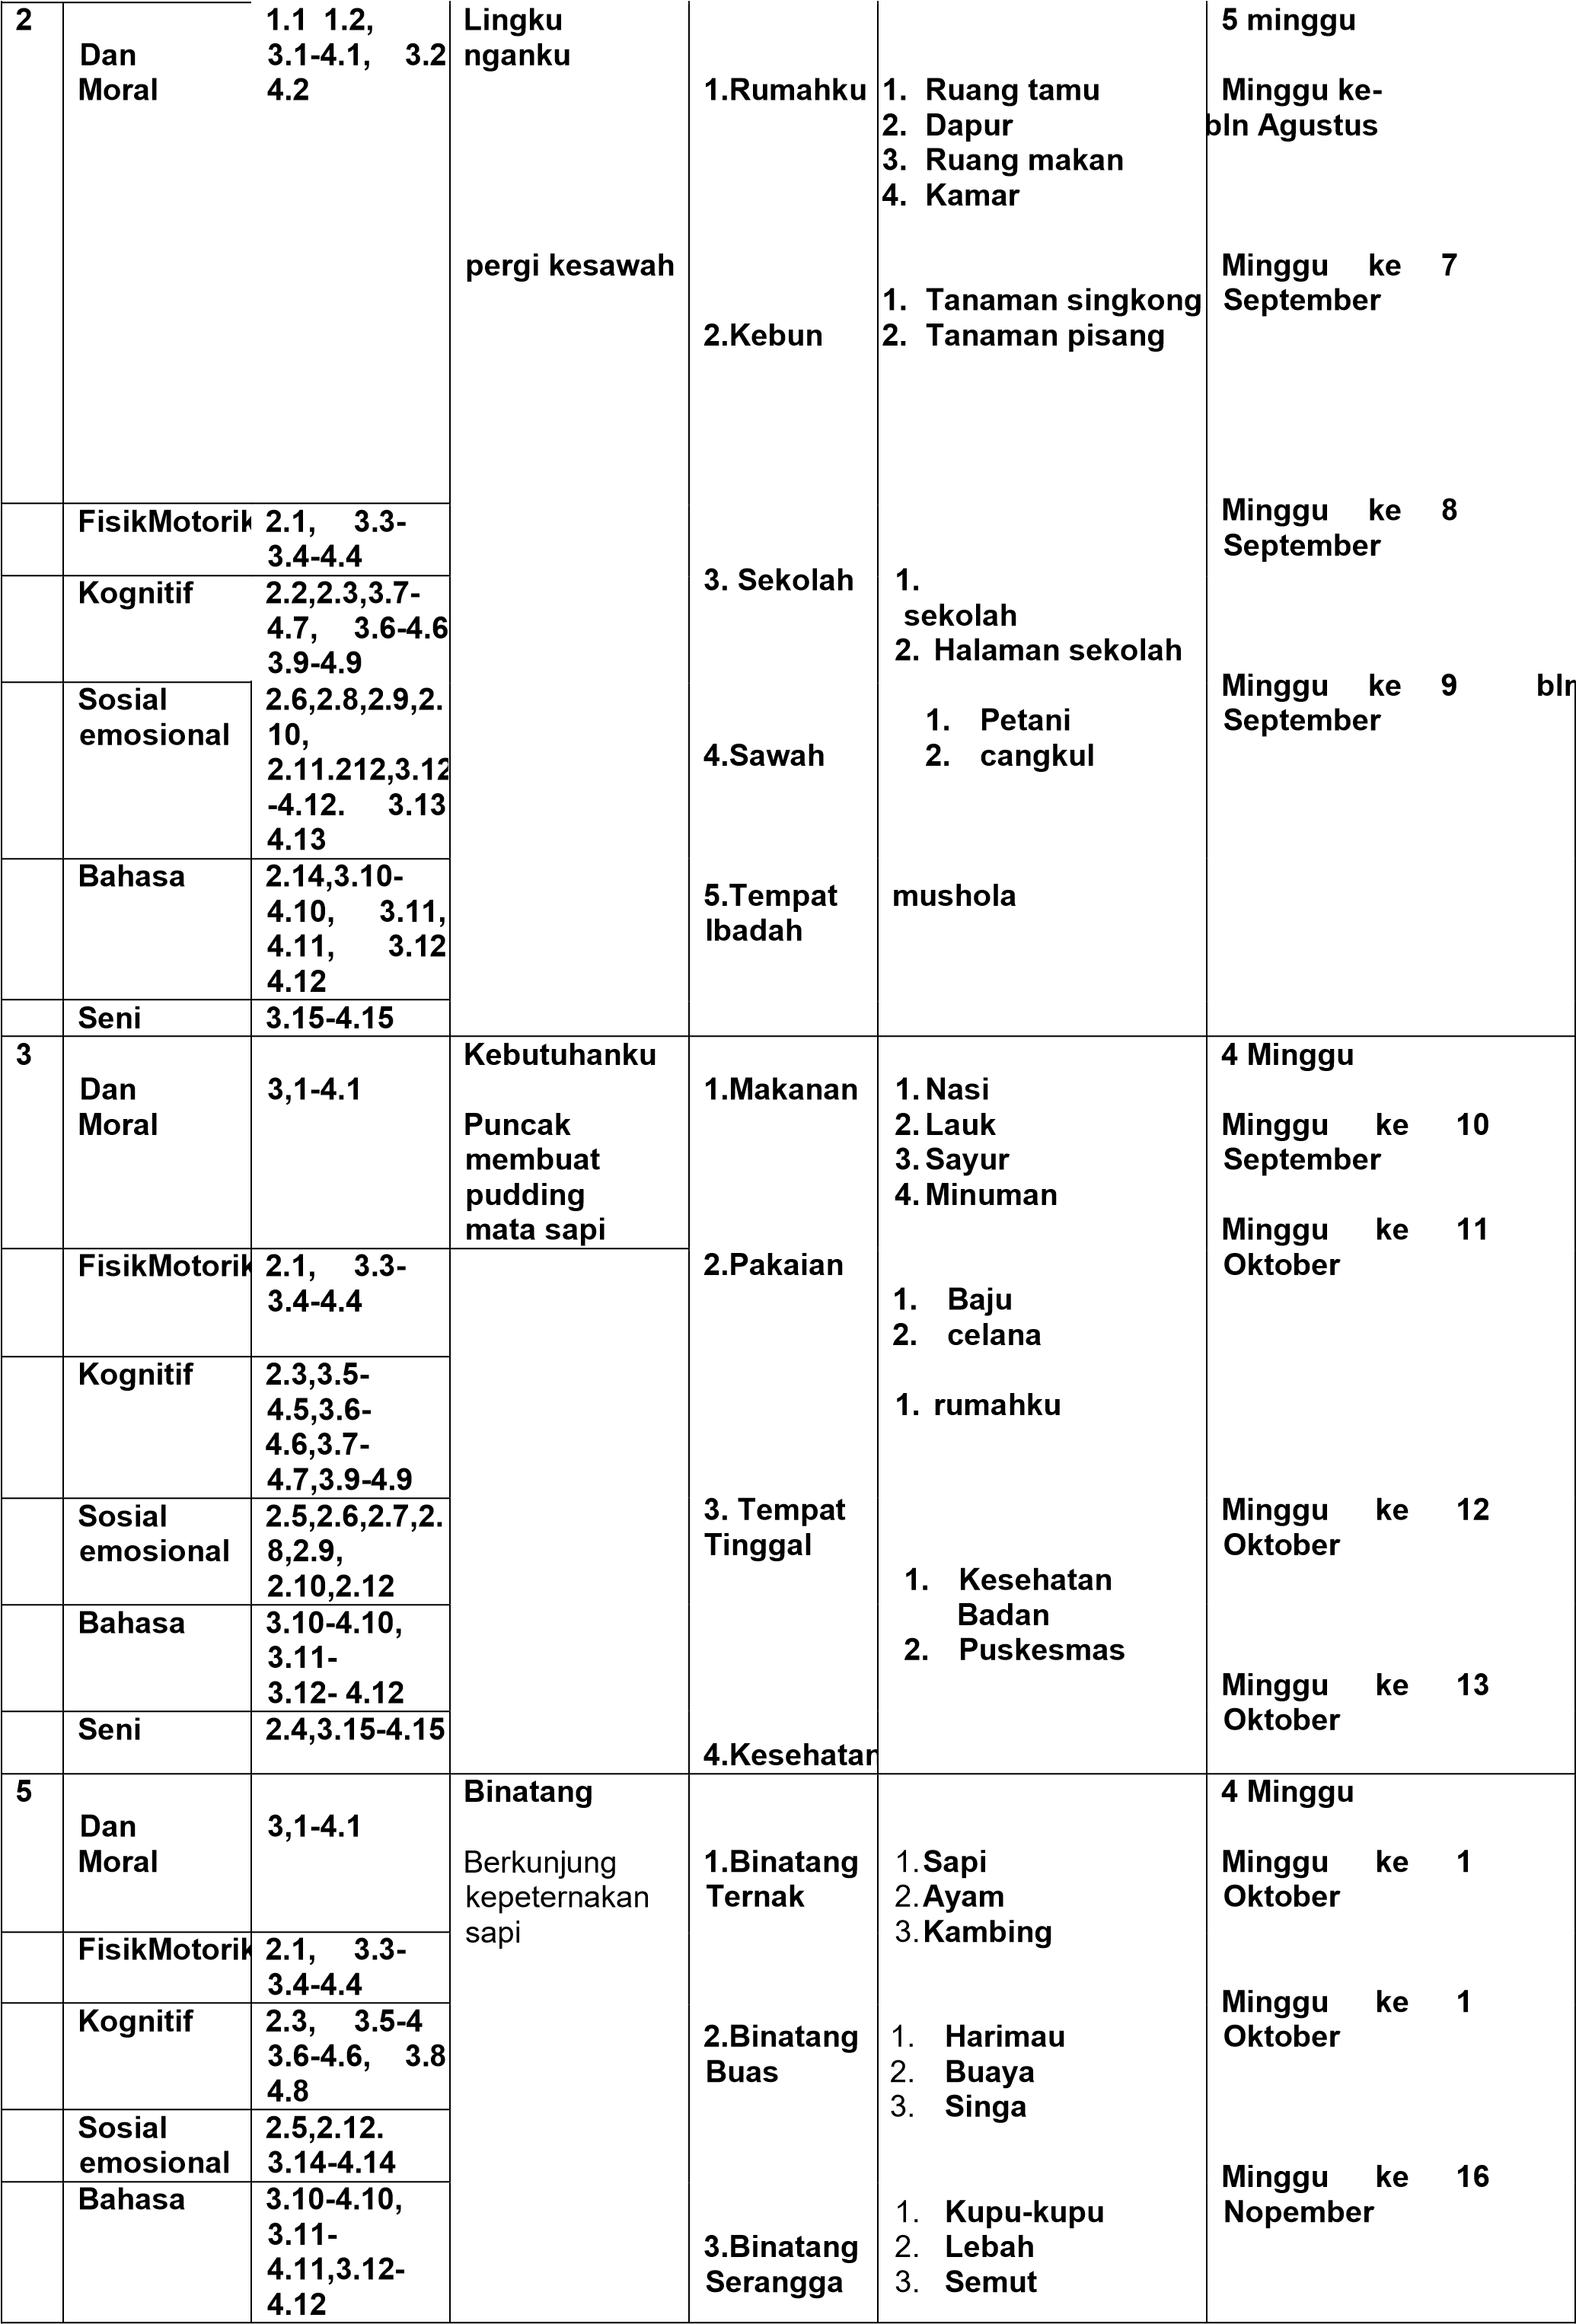 2 1.1 1.2, Lingku 5 minggu
Dan 3.1-4.1, 3.2 nganku
Moral 4.2 1.Rumahku 1. Ruang tamu Minggu ke-
2. Dapur bln Agustus
3. Ruang makan
4. Kamar
pergi kesawah Minggu ke 7
1. Tanaman singkong September
2.Kebun 2. Tanaman pisang
Minggu ke 8
FisikMotorik 2.1, 3.3-
September
3.4-4.4
3. Sekolah 1.
Kognitif 2.2,2.3,3.7-
sekolah
4.7, 3.6-4.6
2. Halaman sekolah
3.9-4.9
Minggu ke 9 bln
Sosial 2.6,2.8,2.9,2.
1. Petani September
emosional 10,
4.Sawah 2. cangkul
2.11.212,3.12
-4.12. 3.13
4.13
Bahasa 2.14,3.10-
5.Tempat mushola
4.10, 3.11,
Ibadah
4.11, 3.12
4.12
Seni 3.15-4.15
3 Kebutuhanku 4 Minggu
Dan 3,1-4.1 1.Makanan 1. Nasi
Moral Puncak 2. Lauk Minggu ke 10
membuat 3. Sayur September
pudding 4. Minuman
mata sapi Minggu ke 11
FisikMotorik 2.1, 3.3- 2.Pakaian Oktober
3.4-4.4 1. Baju
2. celana
Kognitif 2.3,3.5-
4.5,3.6- 1. rumahku
4.6,3.7-
4.7,3.9-4.9
Sosial 2.5,2.6,2.7,2. 3. Tempat Minggu ke 12
emosional 8,2.9, Tinggal Oktober
2.10,2.12 1. Kesehatan
Bahasa 3.10-4.10, Badan
3.11- 2. Puskesmas
3.12- 4.12 Minggu ke 13
Seni 2.4,3.15-4.15 Oktober
4.Kesehatan
5 Binatang 4 Minggu
Dan 3,1-4.1
Moral Berkunjung 1.Binatang 1. Sapi Minggu ke 1
kepeternakan Ternak 2. Ayam Oktober
sapi 3. Kambing
FisikMotorik 2.1, 3.3-
3.4-4.4
Minggu ke 1
Kognitif 2.3, 3.5-4
2.Binatang 1. Harimau Oktober
3.6-4.6, 3.8
Buas 2. Buaya
4.8
3. Singa
Sosial 2.5,2.12.
emosional 3.14-4.14
Minggu ke 16
Bahasa 3.10-4.10,
1. Kupu-kupu Nopember
3.11-
3.Binatang 2. Lebah
4.11,3.12-
Serangga 3. Semut
4.12